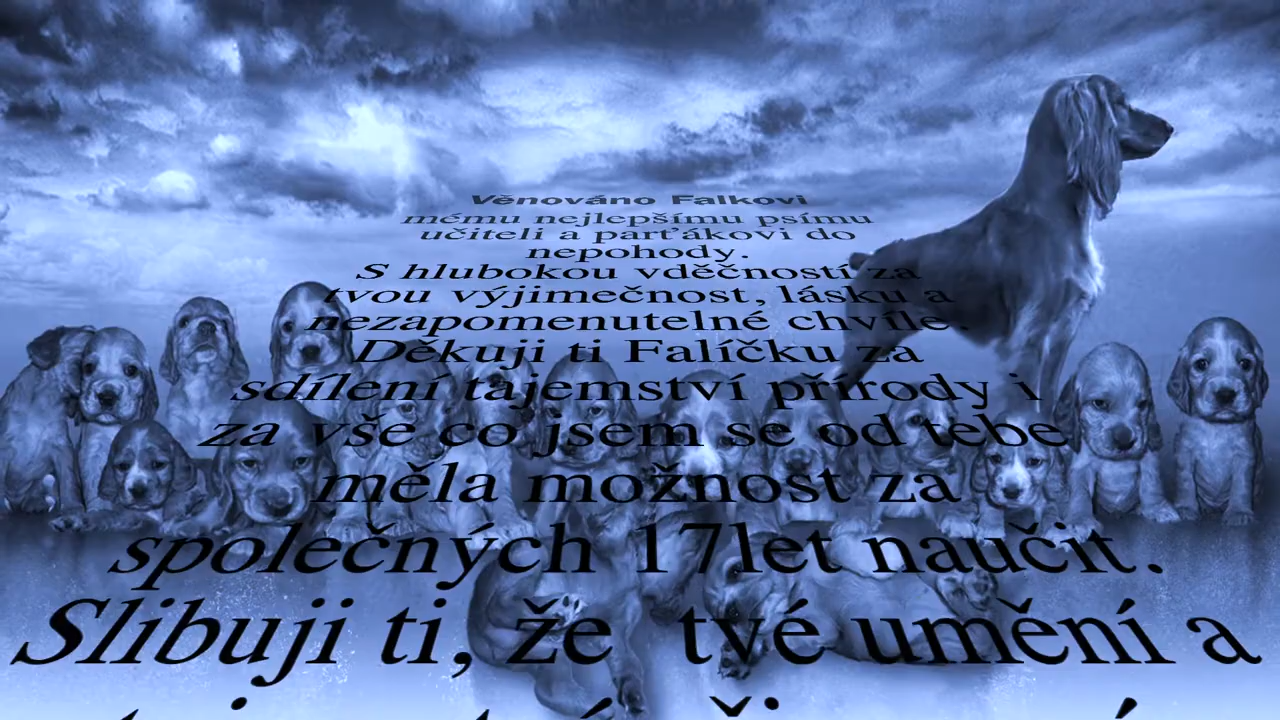 Věnováno Falkovi
mému nejlepšímu psímu
učiteli a parťákovi do
nepohody.
S hlubokou vděčností za
tvou výjimečnost, lásku a
nezapomenutelné chvíle.
Děkuji ti Falíčku za
sdílení tajemství přírody i
za vše co jsem se od tebe
měla možnost za
společných 17let naučit.
Slibuji ti, že tvé umění a